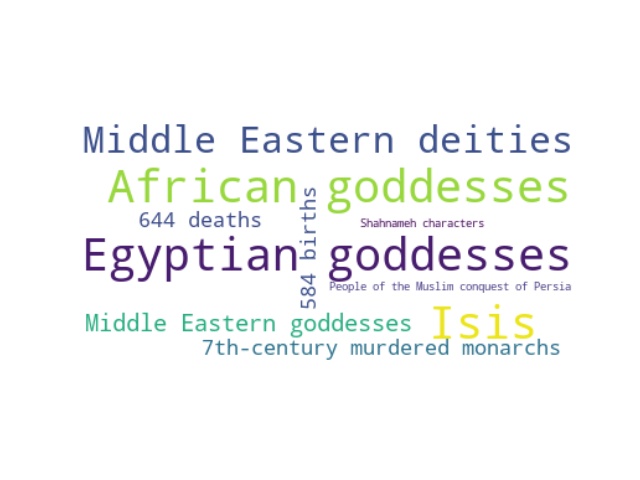 Middle Eastern deities
African goddesses
644 deaths
584 births
Shahnameh characters
Egyptian goddesses
People of the Muslim conquest of Persia
Middle Eastern goddesses
Isis
7th-century murdered monarchs